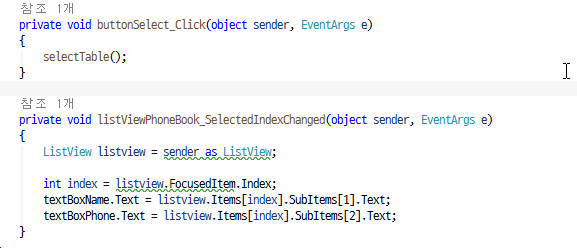 참조 1개
private void buttonSelect_Click(object sender, EventArgs e)
{
selectTable();
}
참조 1개
private void listViewPhoneBook_SelectedIndexChanged(object sender, EventArgs e)
{
ListView listview = sender as ListView;
int index = listview.FocusedItem.Index;
textBoxName.Text = listview.Items[index].SubItems[1].Text;
textBoxPhone.Text = listview.Items[index].SubItems[2].Text;
}